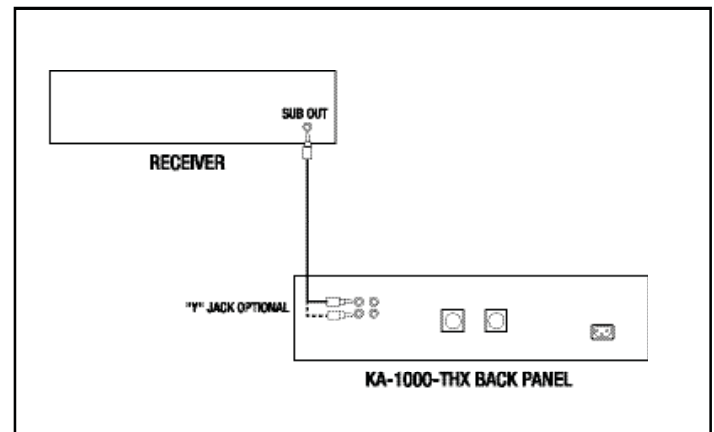 SUB OUT
RECEIVER
"Y" JACK OPTIONAL
KA-1000-THX BACK PANEL